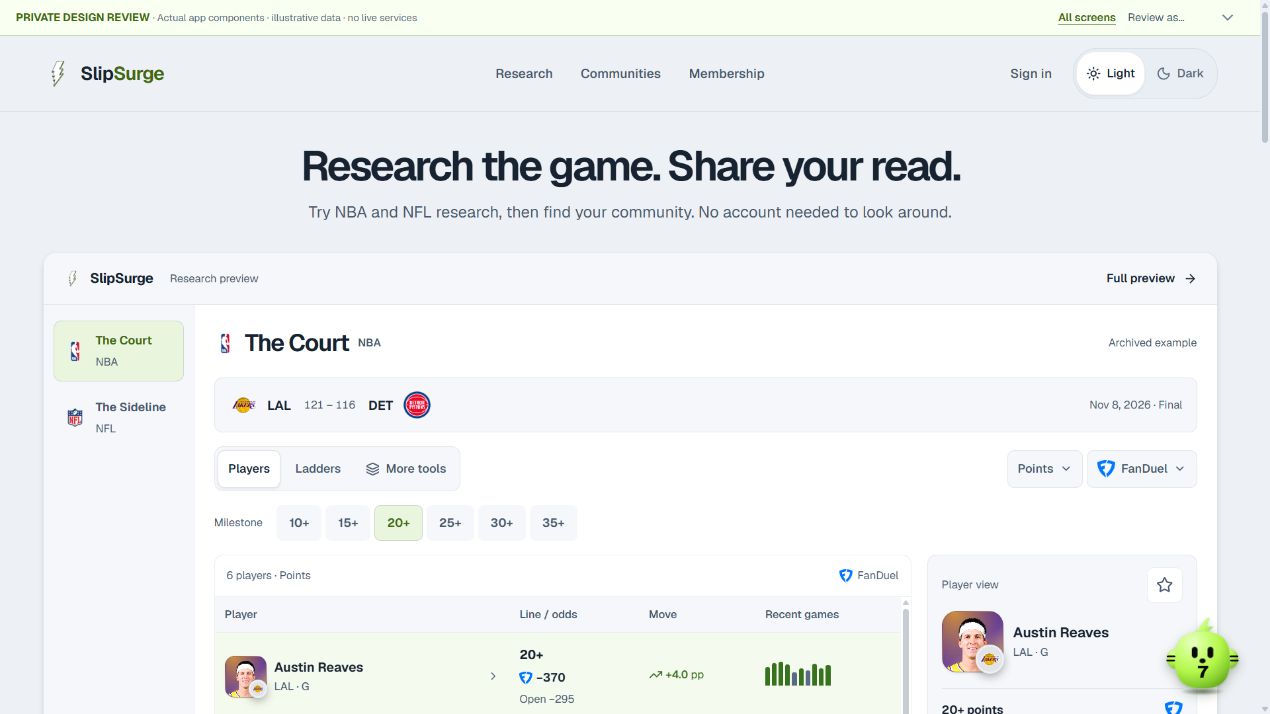 PRIVATE DESIGN REVIEW · Actual app components · illustrative data · no live services
All screens Review as...
SlipSurge
Research Communities Membership
Sign in Light Dark
Research the game. Share your read.
Try NBA and NFL research, then find your community. No account needed to look around.
SlipSurge Research preview
Full preview →
The Court
NBA
The Sideline
NFL
The Court NBA
Archived example
LAL 121 – 116 DET
Nov 8, 2026 · Final
Players Ladders More tools
Points FanDuel
Milestone 10+ 15+ 20+ 25+ 30+ 35+
6 players · Points
FanDuel
Player Line / odds Move Recent games
Austin Reaves
LAL · G
20+
−370
Open −295
+4.0 pp
Player view
Austin Reaves
LAL · G
20+ points
7